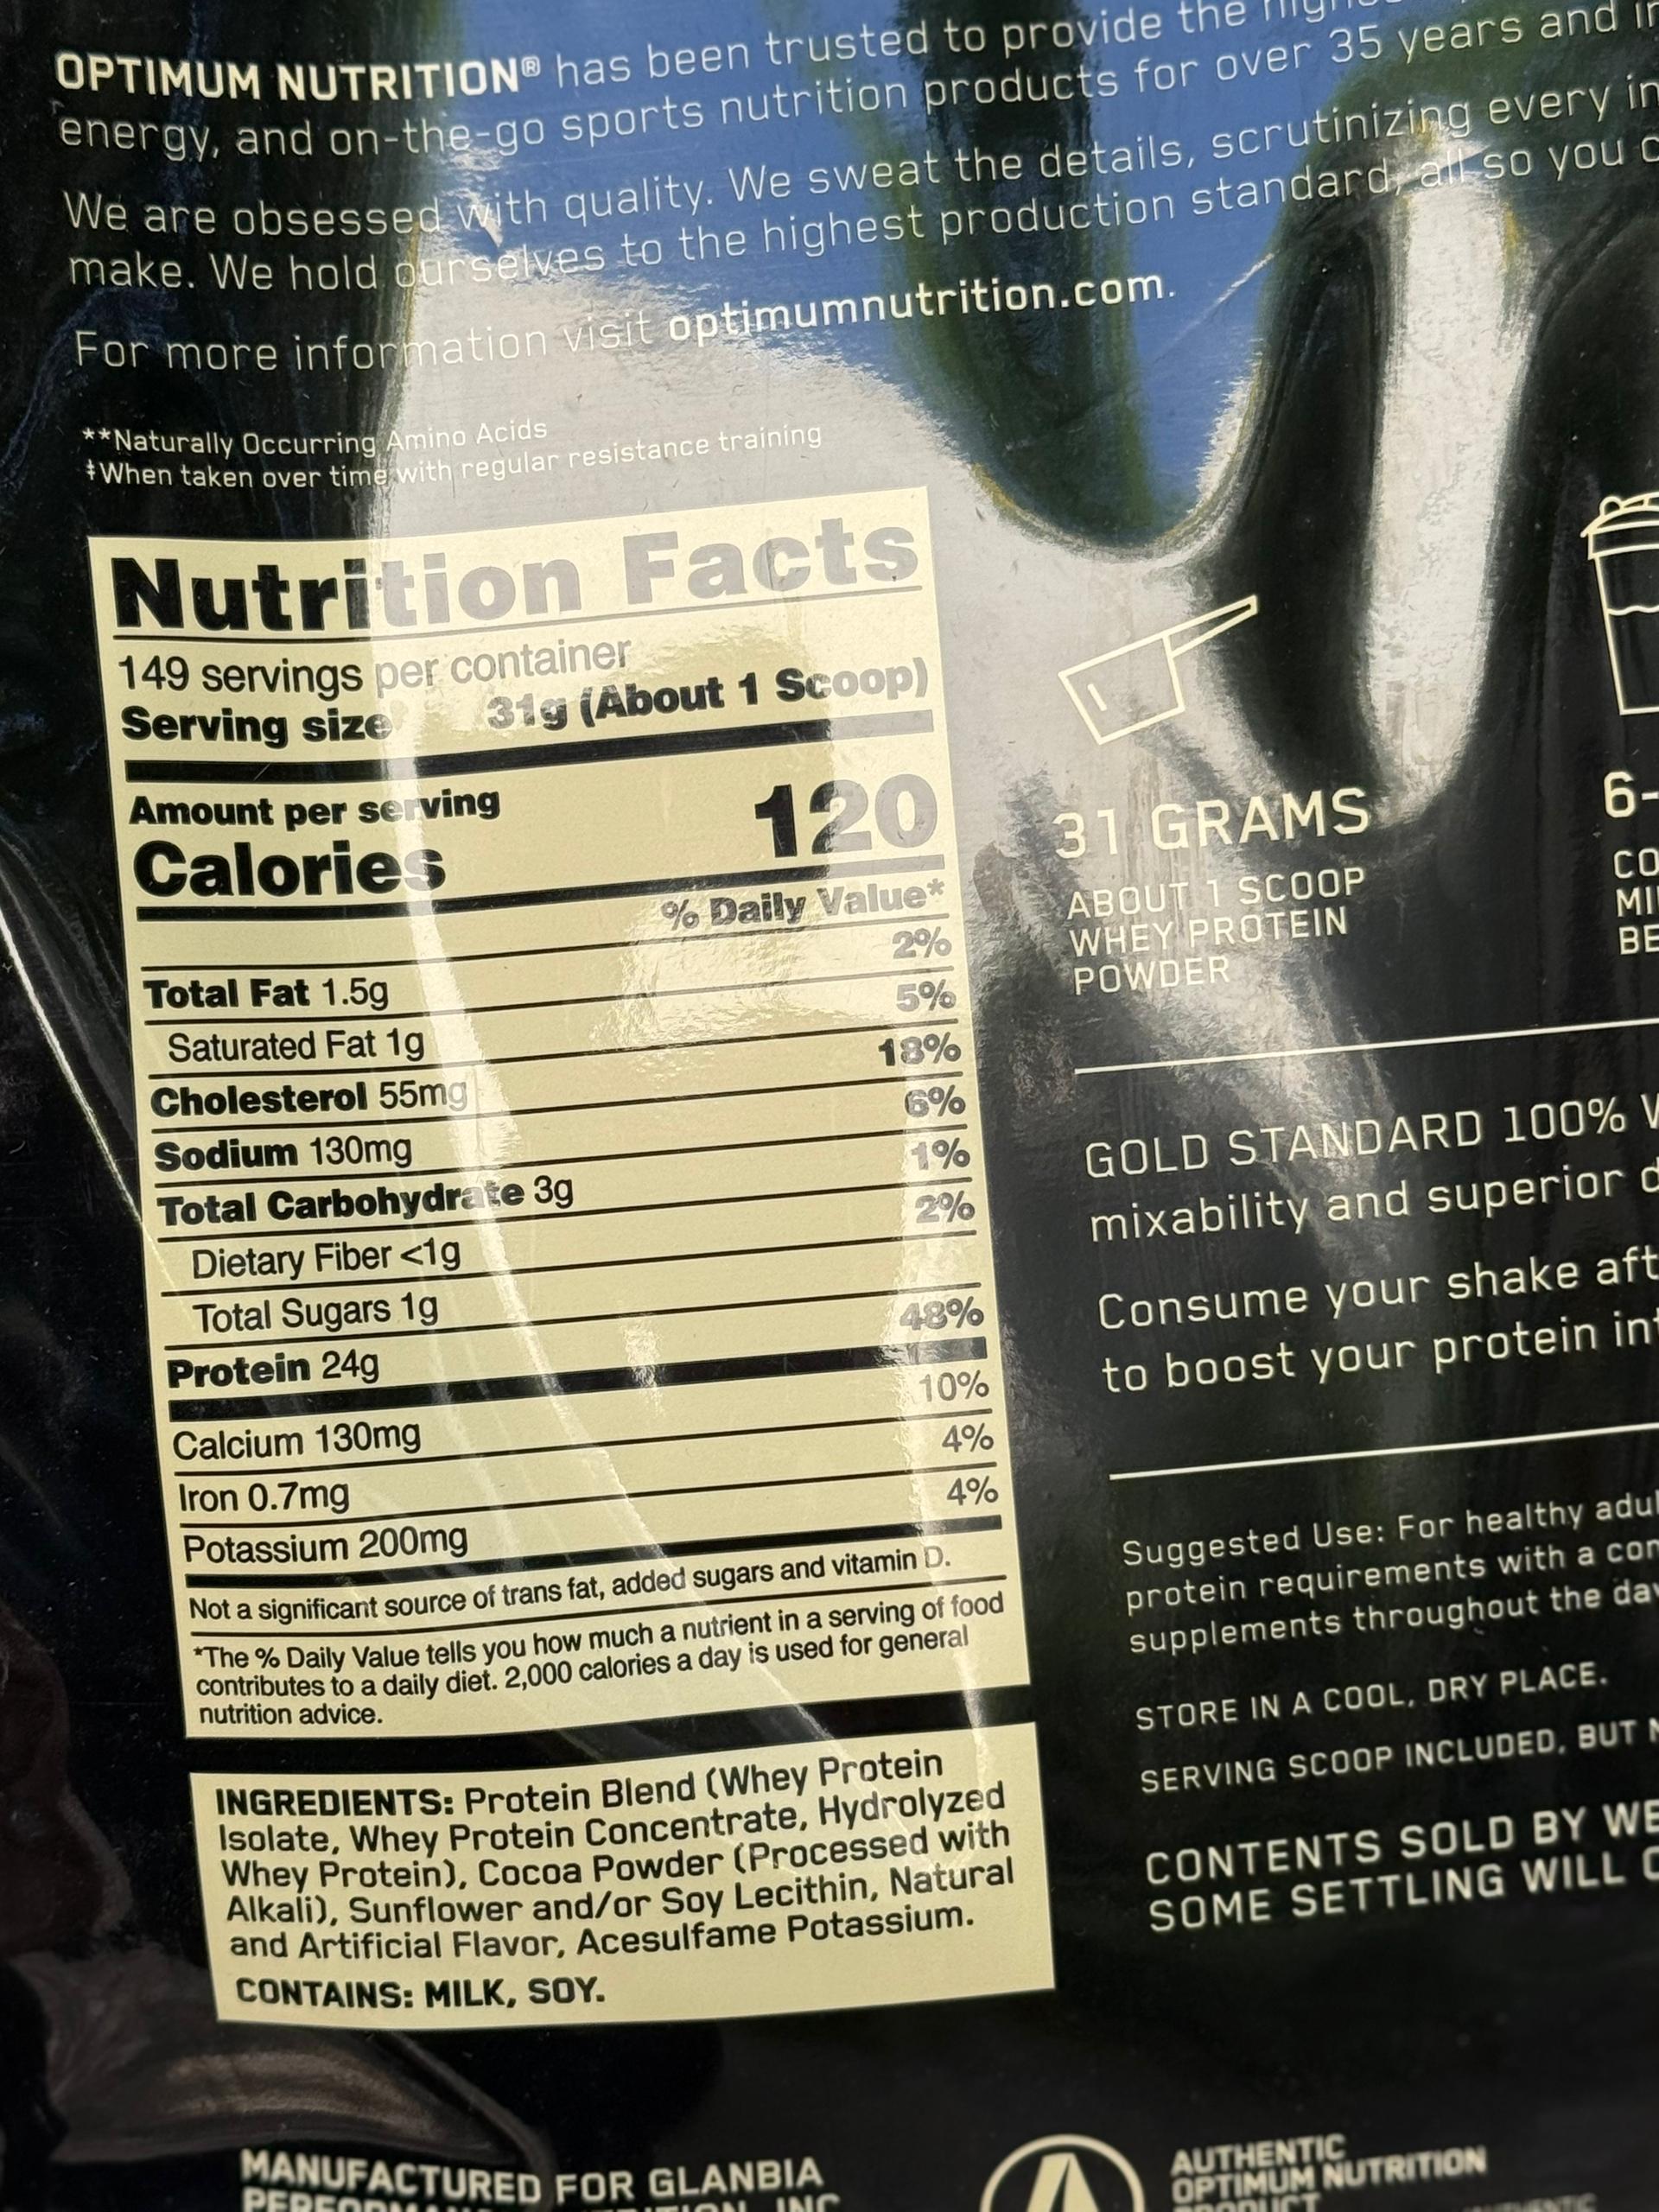 OPTIMUM NUTRITION® has been trusted to provide the
energy, and on-the-go sports nutrition products for over 35 years and
We are obsessed with quality. We sweat the details, scrutinizing every
make. We hold ourselves to the highest production standard, all so you
For more information visit optimumnutrition.com.
**Naturally Occurring Amino Acids
‡When taken over time with regular resistance training
Nutrition Facts
149 servings per container
Serving size 31g (About 1 Scoop)
Amount per serving
Calories 120
% Daily Value*
Total Fat 1.5g 2%
Saturated Fat 1g 5%
Cholesterol 55mg 18%
Sodium 130mg 6%
Total Carbohydrate 3g 1%
Dietary Fiber <1g 2%
Total Sugars 1g
Protein 24g 48%
Calcium 130mg 10%
Iron 0.7mg 4%
Potassium 200mg 4%
Not a significant source of trans fat, added sugars and vitamin D.
*The % Daily Value tells you how much a nutrient in a serving of food
contributes to a daily diet. 2,000 calories a day is used for general
nutrition advice.
INGREDIENTS: Protein Blend (Whey Protein
Isolate, Whey Protein Concentrate, Hydrolyzed
Whey Protein), Cocoa Powder (Processed with
Alkali), Sunflower and/or Soy Lecithin, Natural
and Artificial Flavor, Acesulfame Potassium.
CONTAINS: MILK, SOY.
31 GRAMS
ABOUT 1 SCOOP
WHEY PROTEIN
POWDER
6-
CO
MI
BE
GOLD STANDARD 100%
mixability and superior
Consume your shake
to boost your protein
Suggested Use: For healthy
protein requirements with a
supplements throughout the
STORE IN A COOL, DRY PLACE.
SERVING SCOOP INCLUDED, BUT
CONTENTS SOLD BY
SOME SETTLING WILL
MANUFACTURED FOR GLANBIA
AUTHENTIC
OPTIMUM NUTRITION
PRODUCT